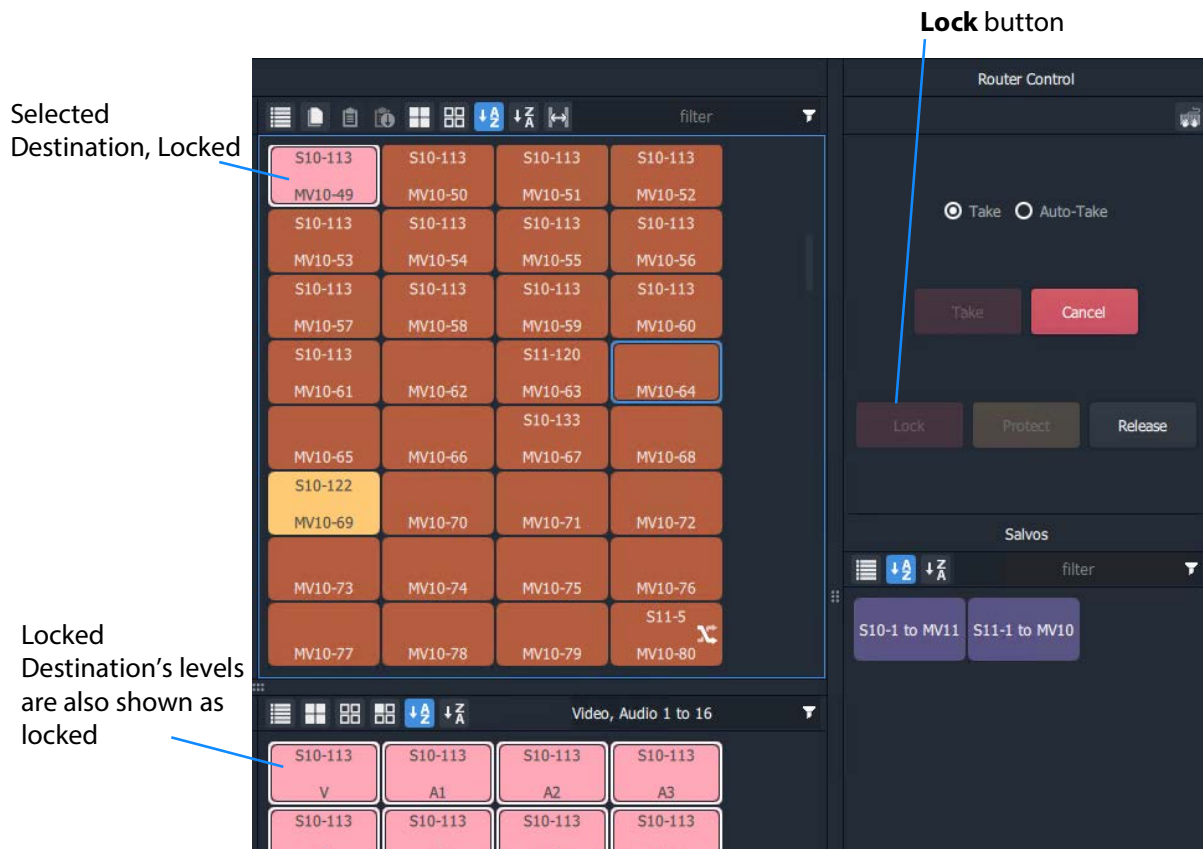 Lock button
Router Control
Selected
Destination, Locked
filter
S10-113 S10-113 S10-113 S10-113
MV10-49 MV10-50 MV10-51 MV10-52
S10-113 S10-113 S10-113 S10-113
MV10-53 MV10-54 MV10-55 MV10-56
S10-113 S10-113 S10-113 S10-113
MV10-57 MV10-58 MV10-59 MV10-60
S10-113 S11-120
MV10-61 MV10-62 MV10-63 MV10-64
S10-133
MV10-65 MV10-66 MV10-67 MV10-68
S10-122
MV10-69 MV10-70 MV10-71 MV10-72
MV10-73 MV10-74 MV10-75 MV10-76
S11-5
MV10-77 MV10-78 MV10-79 MV10-80
Take Auto-Take
Take Cancel
Lock Protect Release
Salvos
filter
S10-1 to MV11 S11-1 to MV10
Locked
Destination's levels
are also shown as
locked
Video, Audio 1 to 16
S10-113 S10-113 S10-113 S10-113
V A1 A2 A3
S10-113 S10-113 S10-113 S10-113